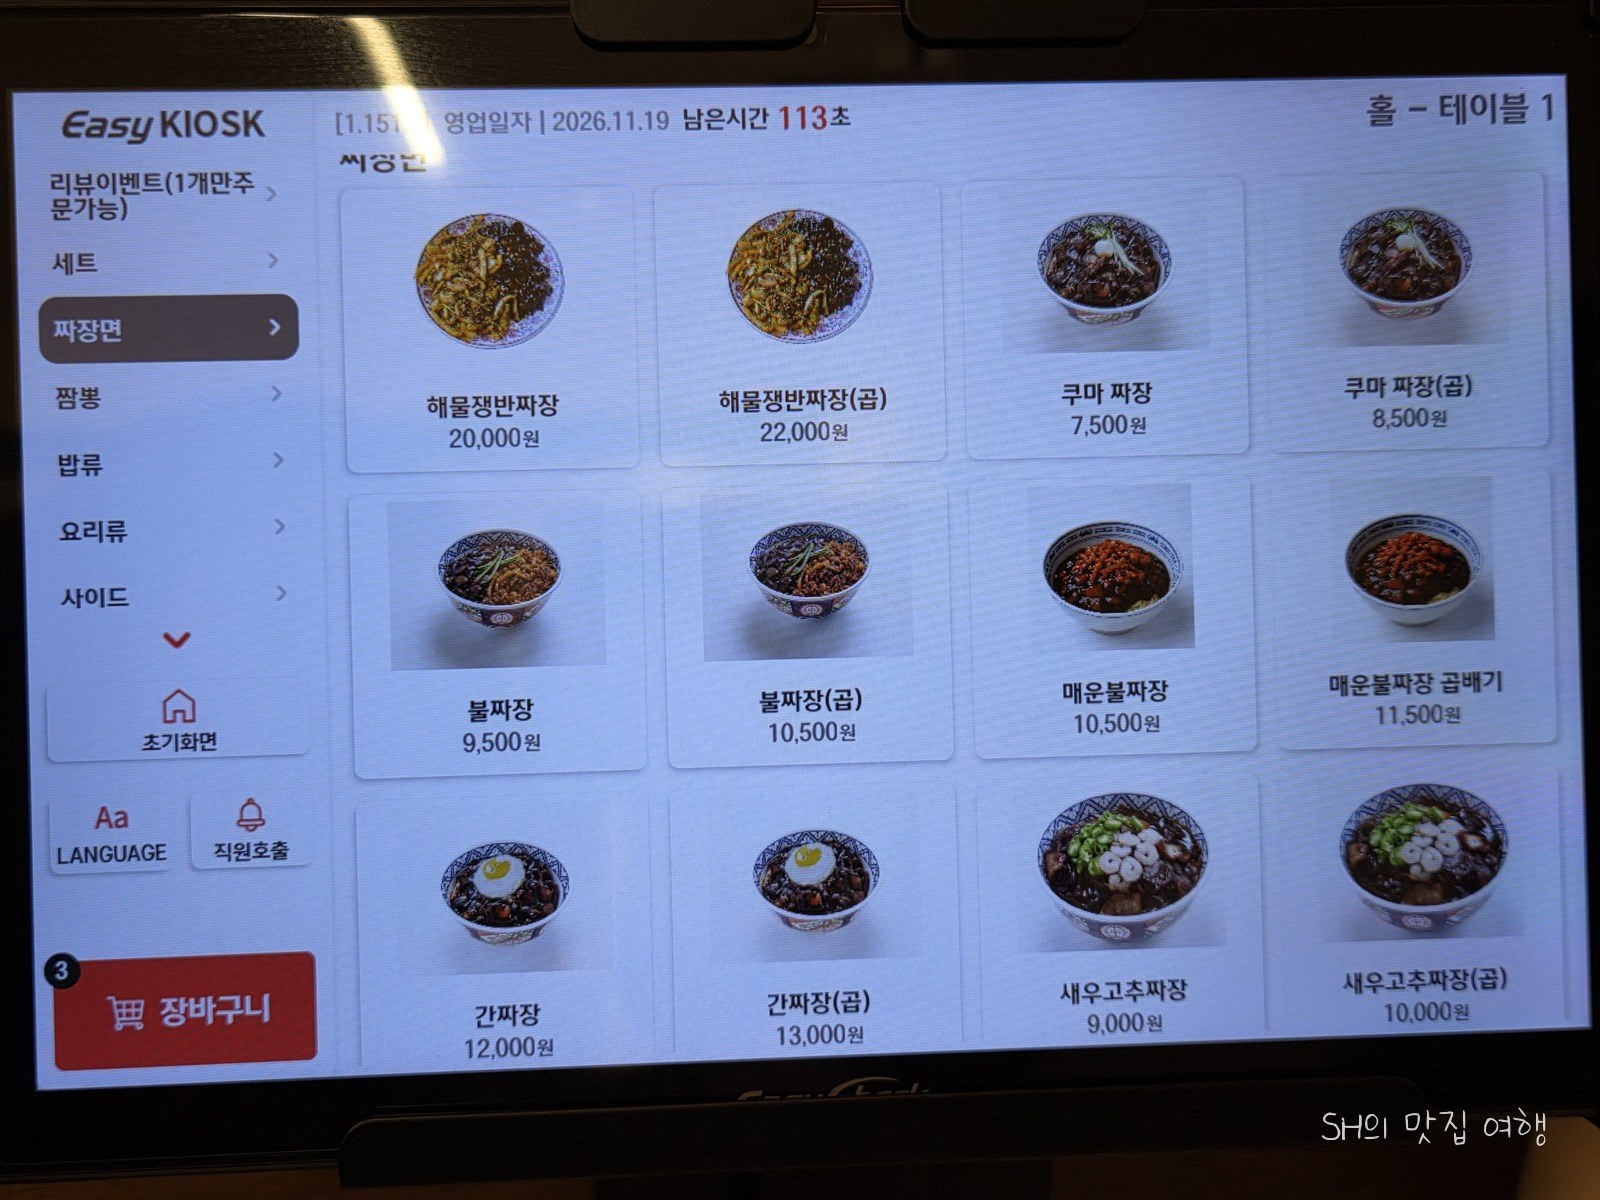 Easy KIOSK
영업일자 | 2026.11.19 남은시간 113초
홀 - 테이블 1
리뷰이벤트(1개만주
문가능)
세트
짜장면
짬뽕
밥류
요리류
사이드
초기화면
Aa
LANGUAGE
직원호출
3
장바구니
짜장면
해물쟁반짜장
20,000원
해물쟁반짜장(곱)
22,000원
쿠마 짜장
7,500원
쿠마 짜장(곱)
8,500원
불짜장
9,500원
불짜장(곱)
10,500원
매운불짜장
10,500원
매운불짜장 곱배기
11,500원
간짜장
12,000원
간짜장(곱)
13,000원
새우고추짜장
9,000원
새우고추짜장(곱)
10,000원
SH의 맛집 여행